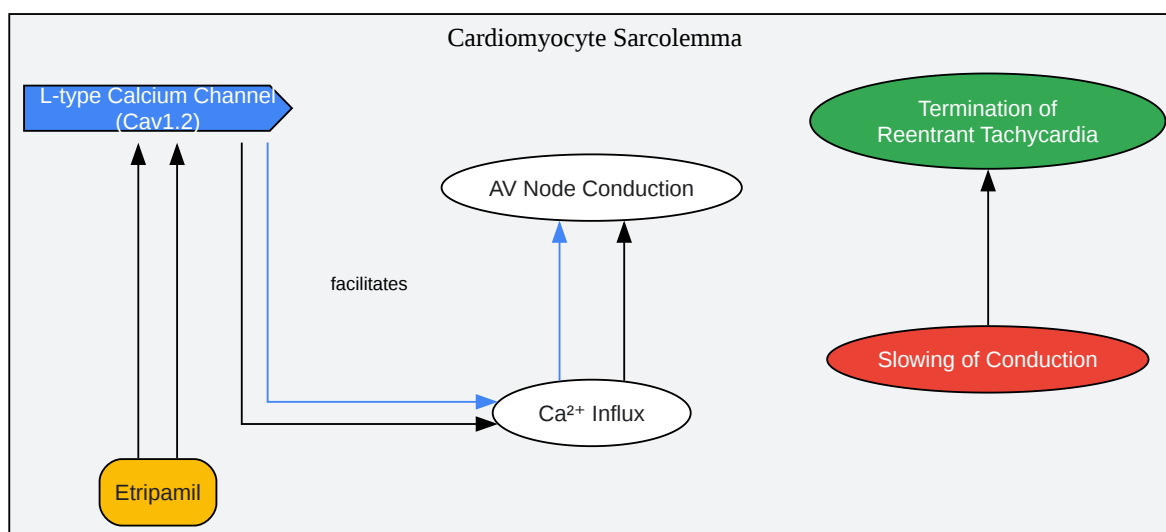 Cardiomyocyte Sarcolemma
L-type Calcium Channel
(Cav1.2)
Termination of
Reentrant Tachycardia
AV Node Conduction
facilitates
Slowing of Conduction
Ca²⁺ Influx
Etripamil